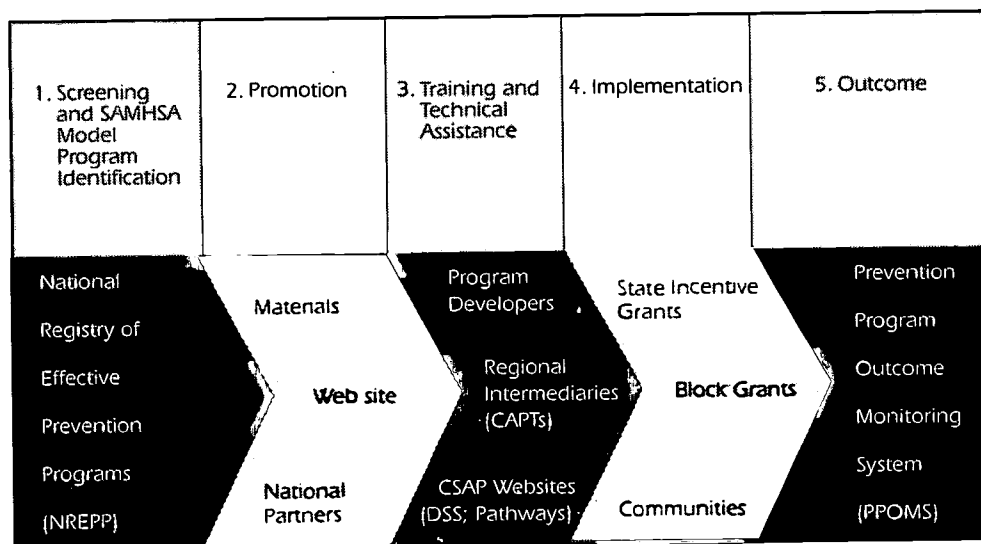 1. Screening
and SAMHSA
Model
Program
Identification
2. Promotion
3. Training and
Technical
Assistance
4. Implementation
5. Outcome
National
Registry of
Effective
Prevention
Programs
(NREPP)
Materials
Web site
National
Partners
Program
Developers
Regional
Intermediaries
(CAPTs)
CSAP Websites
(DSS; Pathways)
State Incentive
Grants
Block Grants
Communities
Prevention
Program
Outcome
Monitoring
System
(PPOMS)